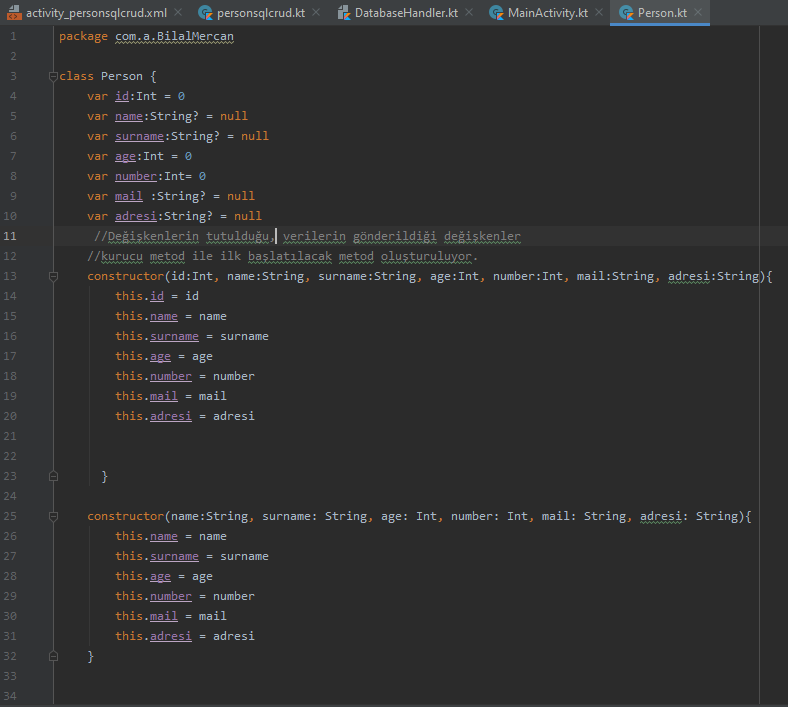 activity_personsqlcrud.xml personsqlcrud.kt DatabaseHandler.kt MainActivity.kt Person.kt
1 package com.a.BilalMercan
2
3 class Person {
4 var id:Int = 0
5 var name:String? = null
6 var surname:String? = null
7 var age:Int = 0
8 var number:Int= 0
9 var mail :String? = null
10 var adresi:String? = null
11 //Değişkenlerin tutulduğu, verilerin gönderildiği değişkenler
12 //kurucu metod ile ilk başlatılacak metod oluşturuluyor.
13 constructor(id:Int, name:String, surname:String, age:Int, number:Int, mail:String, adresi:String){
14 this.id = id
15 this.name = name
16 this.surname = surname
17 this.age = age
18 this.number = number
19 this.mail = mail
20 this.adresi = adresi
21
22
23 }
24
25 constructor(name:String, surname: String, age: Int, number: Int, mail: String, adresi: String){
26 this.name = name
27 this.surname = surname
28 this.age = age
29 this.number = number
30 this.mail = mail
31 this.adresi = adresi
32 }
33
34